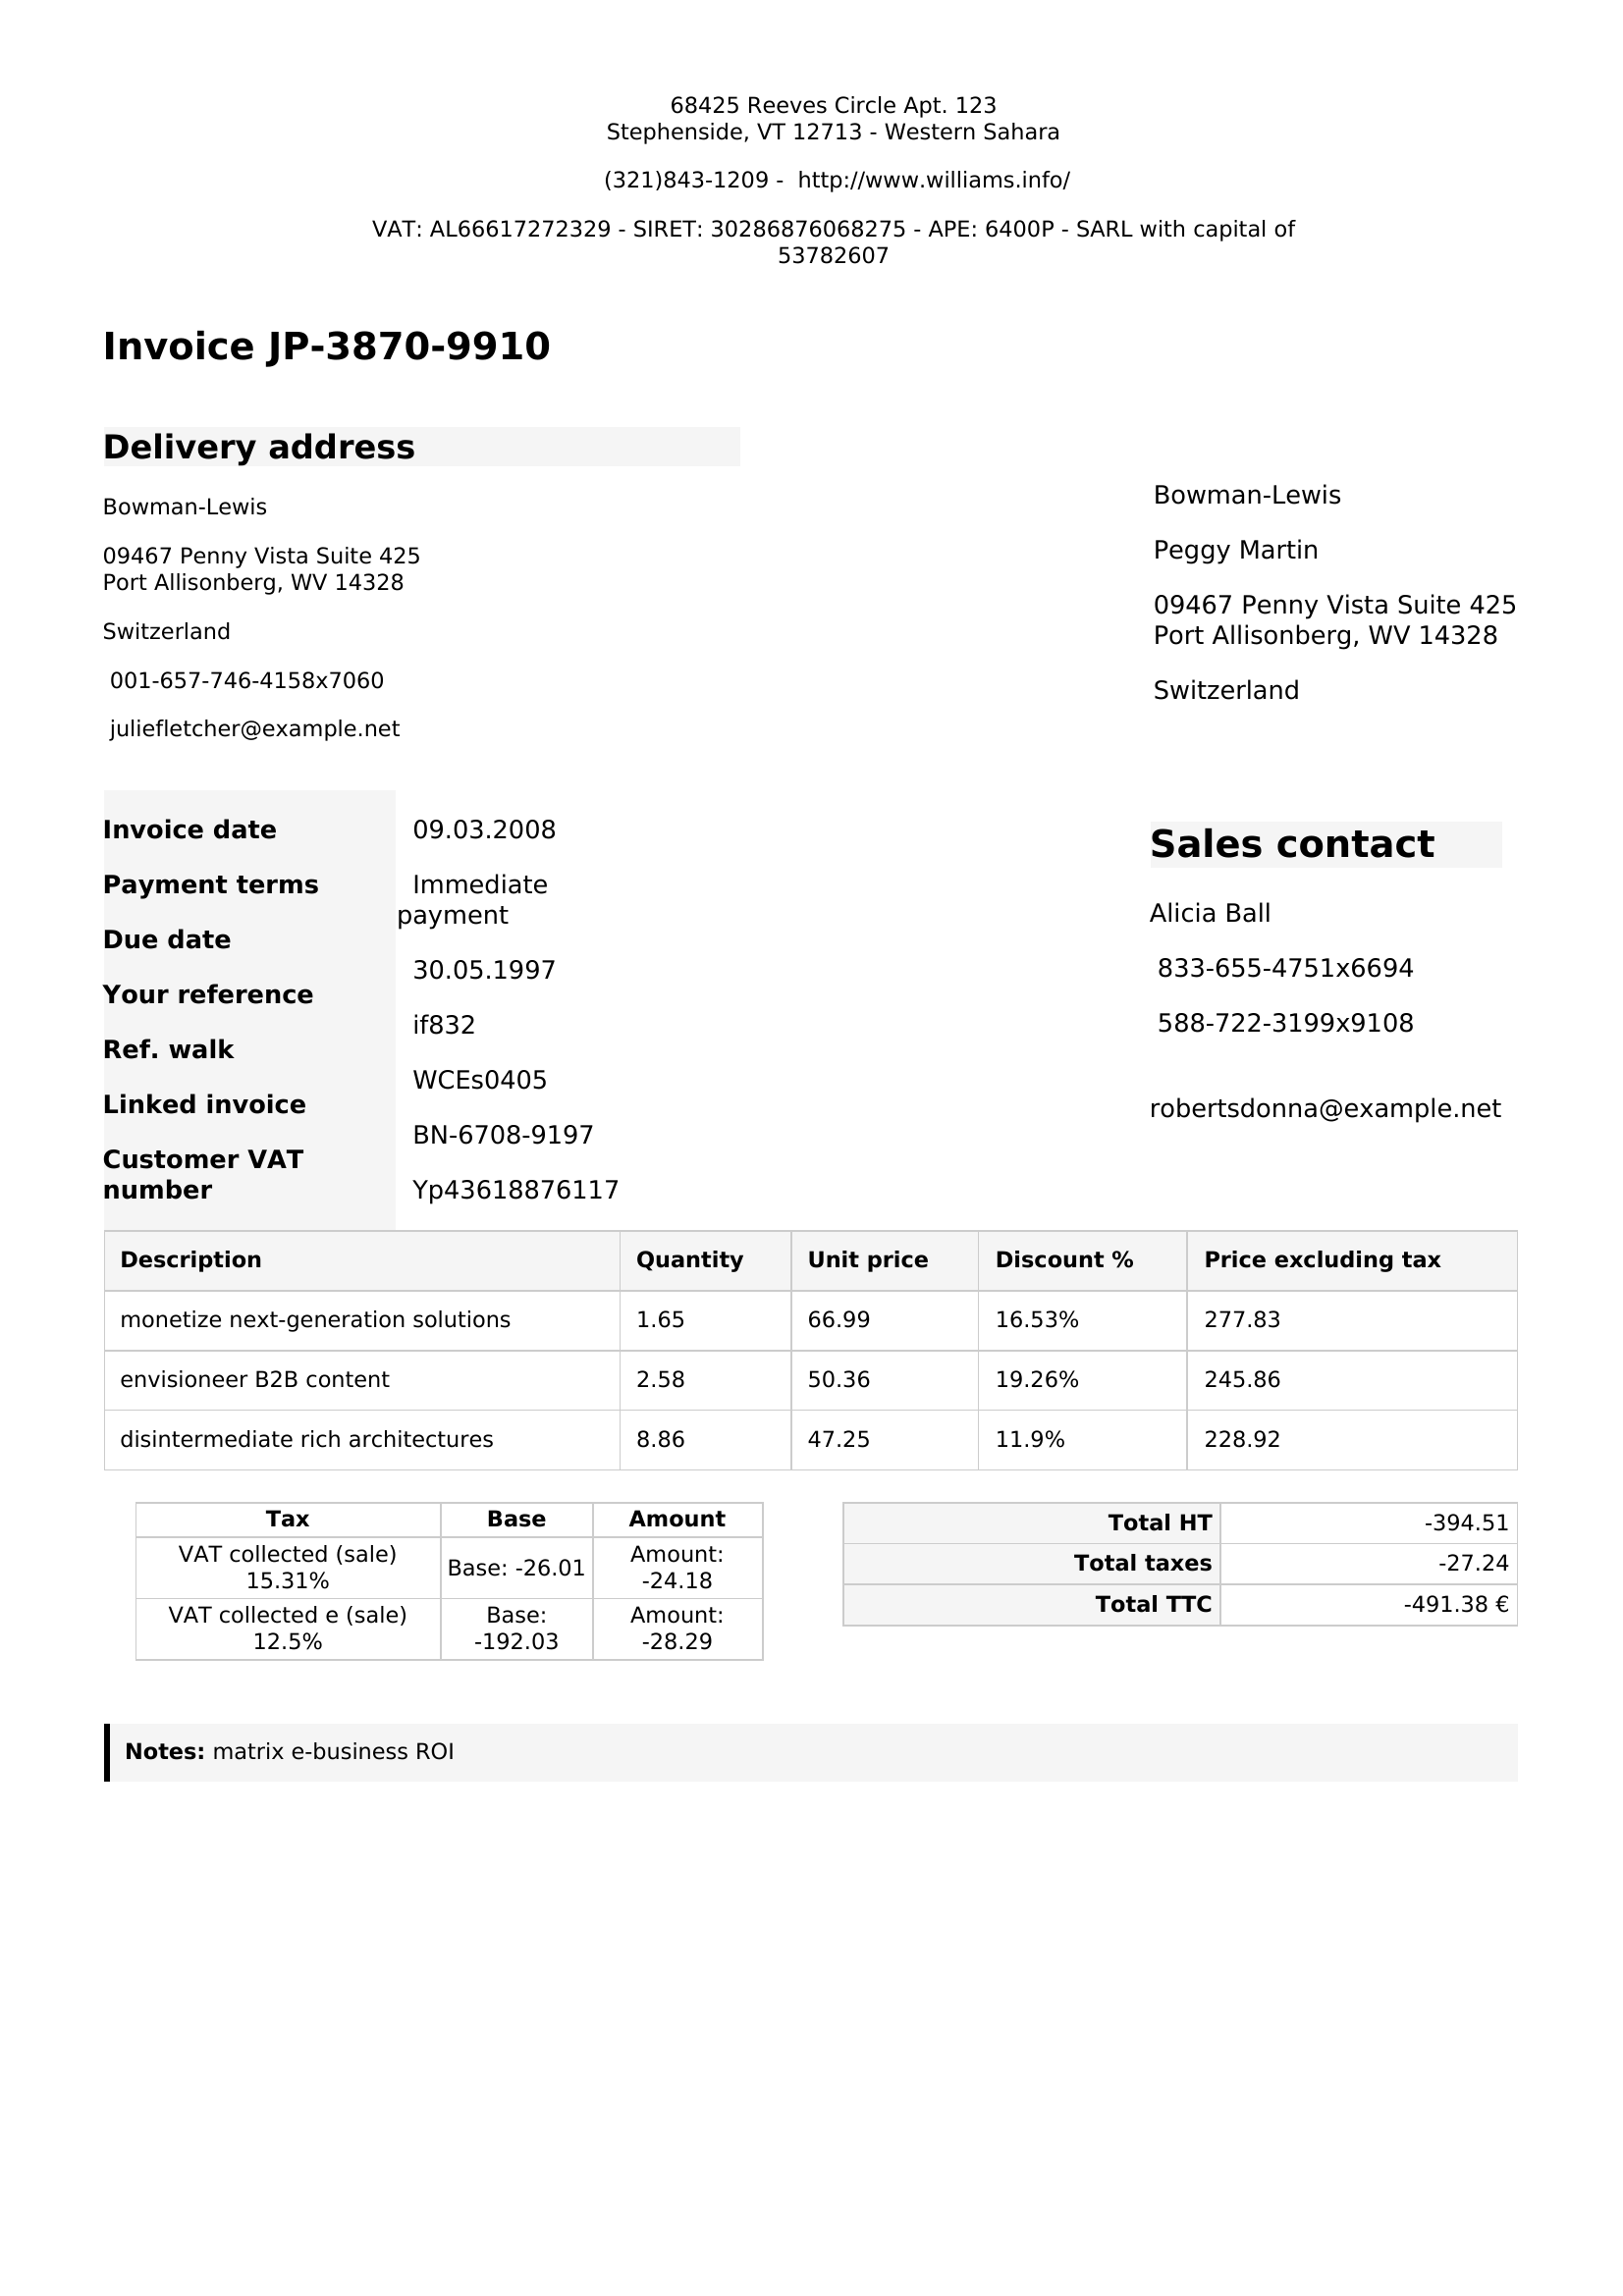 68425 Reeves Circle Apt. 123
Stephenside, VT 12713 - Western Sahara
(321)843-1209 - http://www.williams.info/
VAT: AL66617272329 - SIRET: 30286876068275 - APE: 6400P - SARL with capital of
53782607
Invoice JP-3870-9910
Delivery address
Bowman-Lewis
09467 Penny Vista Suite 425
Port Allisonberg, WV 14328
Switzerland
001-657-746-4158x7060
juliefletcher@example.net
Bowman-Lewis
Peggy Martin
09467 Penny Vista Suite 425
Port Allisonberg, WV 14328
Switzerland
Invoice date
Payment terms
Due date
Your reference
Ref. walk
Linked invoice
Customer VAT
number
09.03.2008
Immediate
payment
30.05.1997
if832
WCEs0405
BN-6708-9197
Yp43618876117
Sales contact
Alicia Ball
833-655-4751x6694
588-722-3199x9108
robertsdonna@example.net
Description Quantity Unit price Discount % Price excluding tax
monetize next-generation solutions 1.65 66.99 16.53% 277.83
envisioneer B2B content 2.58 50.36 19.26% 245.86
disintermediate rich architectures 8.86 47.25 11.9% 228.92
Tax Base Amount
VAT collected (sale)
15.31%
Base: -26.01
Amount:
-24.18
VAT collected e (sale)
12.5%
Base:
-192.03
Amount:
-28.29
Total HT -394.51
Total taxes -27.24
Total TTC -491.38 €
Notes: matrix e-business ROI